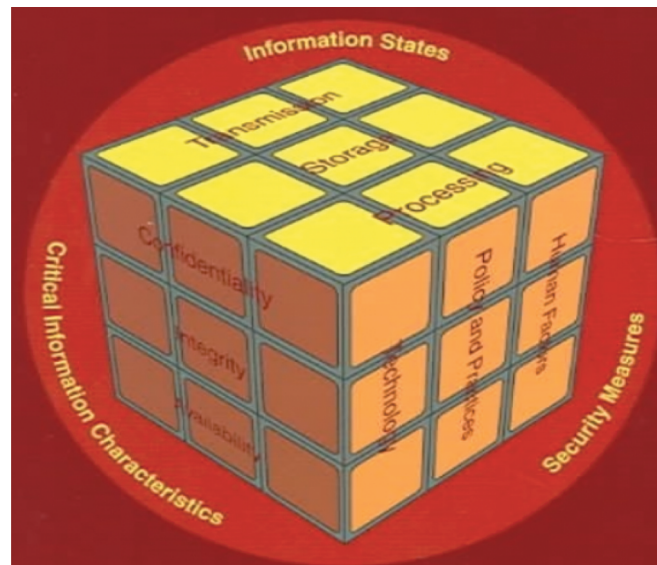 Information States
Transmission
Storage
Processing
Confidentiality
Integrity
Availability
Technology
Policy and Practices
Human Factors
Critical Information Characteristics
Security Measures